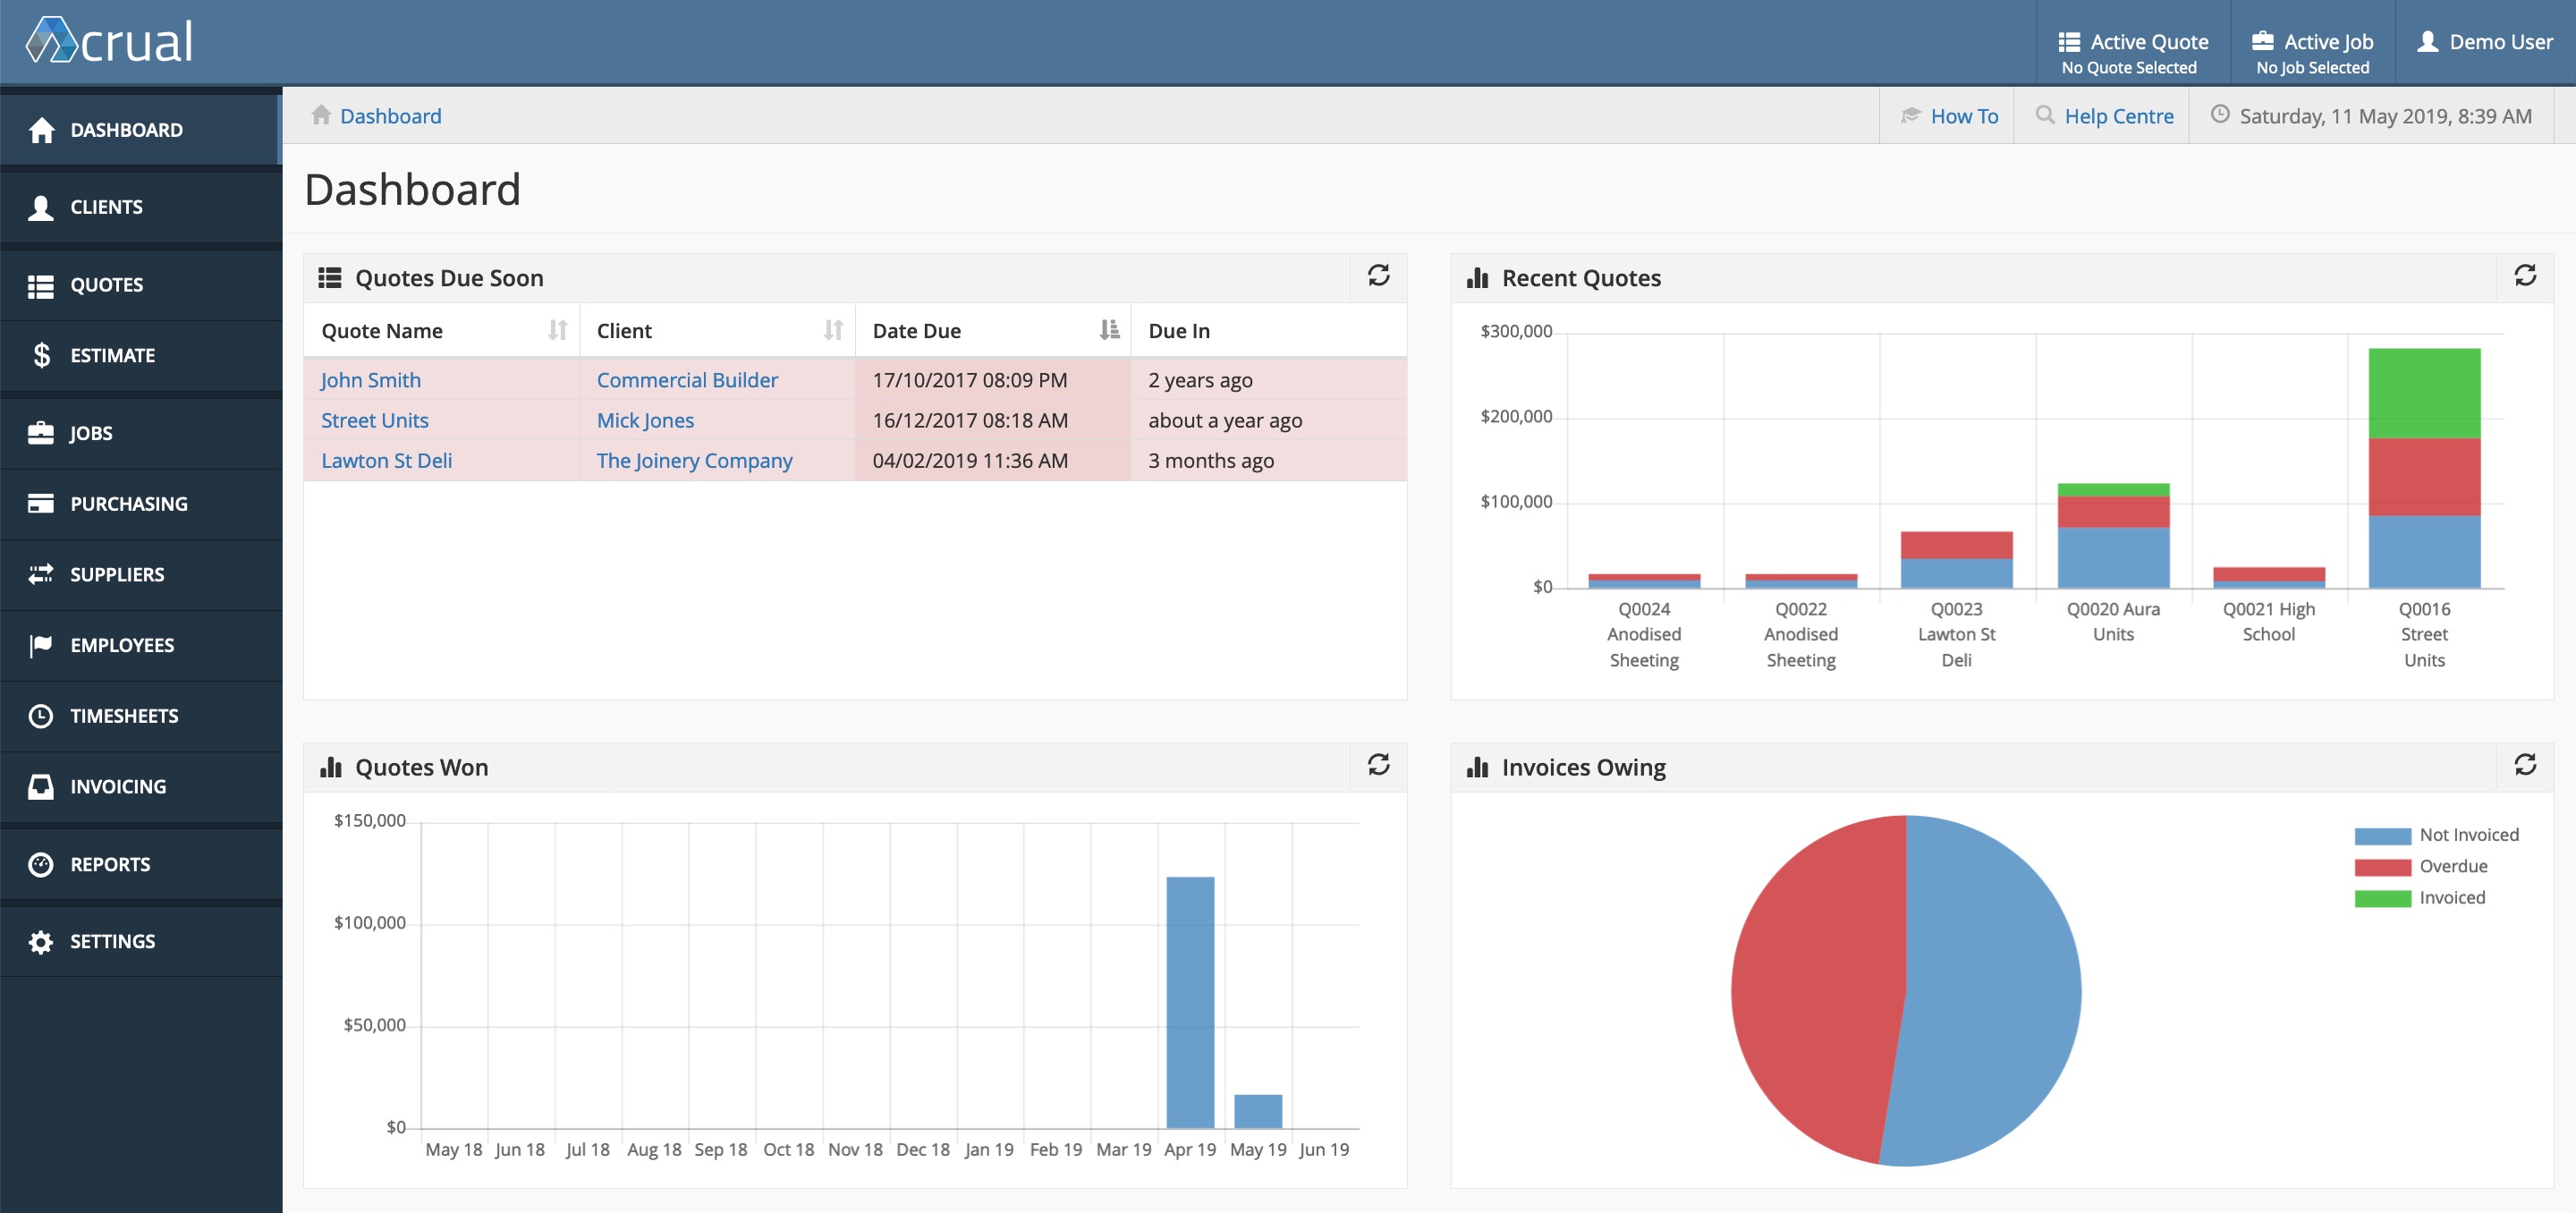 Acrual
Active Quote
No Quote Selected
Active Job
No Job Selected
Demo User
DASHBOARD
CLIENTS
QUOTES
ESTIMATE
JOBS
PURCHASING
SUPPLIERS
EMPLOYEES
TIMESHEETS
INVOICING
REPORTS
SETTINGS
Dashboard
How To
Help Centre
Saturday, 11 May 2019, 8:39 AM
Dashboard
Quotes Due Soon
Quote Name Client Date Due Due In
John Smith Commercial Builder 17/10/2017 08:09 PM 2 years ago
Street Units Mick Jones 16/12/2017 08:18 AM about a year ago
Lawton St Deli The Joinery Company 04/02/2019 11:36 AM 3 months ago
Recent Quotes
$300,000
$200,000
$100,000
$0
Q0024 Q0022 Q0023 Q0020 Aura Q0021 High Q0016
Anodised Anodised Lawton St Units School Street
Sheeting Sheeting Deli Units
Quotes Won
$150,000
$100,000
$50,000
$0
May 18 Jun 18 Jul 18 Aug 18 Sep 18 Oct 18 Nov 18 Dec 18 Jan 19 Feb 19 Mar 19 Apr 19 May 19 Jun 19
Invoices Owing
Not Invoiced
Overdue
Invoiced